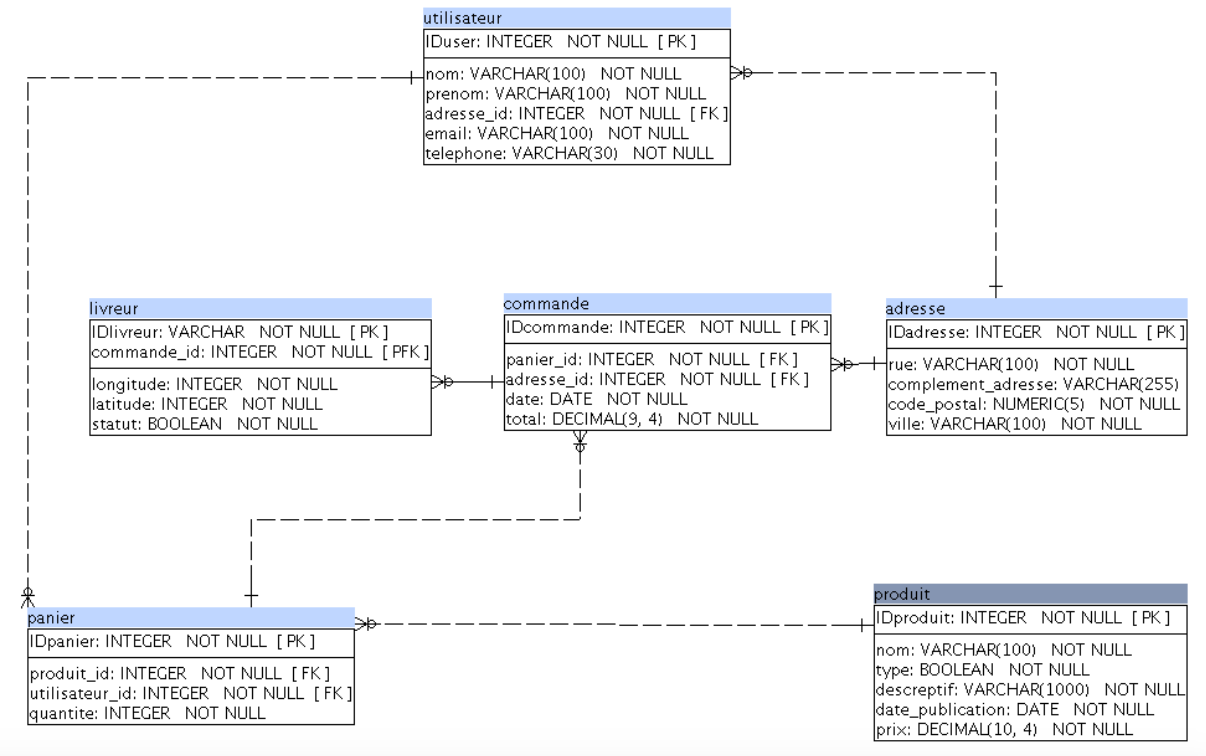 utilisateur
IDuser: INTEGER NOT NULL [ PK ]
nom: VARCHAR(100) NOT NULL
prenom: VARCHAR(100) NOT NULL
adresse_id: INTEGER NOT NULL [ FK ]
email: VARCHAR(100) NOT NULL
telephone: VARCHAR(30) NOT NULL
livreur
IDlivreur: VARCHAR NOT NULL [ PK ]
commande_id: INTEGER NOT NULL [ PFK ]
longitude: INTEGER NOT NULL
latitude: INTEGER NOT NULL
statut: BOOLEAN NOT NULL
commande
IDcommande: INTEGER NOT NULL [ PK ]
panier_id: INTEGER NOT NULL [ FK ]
adresse_id: INTEGER NOT NULL [ FK ]
date: DATE NOT NULL
total: DECIMAL(9, 4) NOT NULL
adresse
IDadresse: INTEGER NOT NULL [ PK ]
rue: VARCHAR(100) NOT NULL
complement_adresse: VARCHAR(255)
code_postal: NUMERIC(5) NOT NULL
ville: VARCHAR(100) NOT NULL
panier
IDpanier: INTEGER NOT NULL [ PK ]
produit_id: INTEGER NOT NULL [ FK ]
utilisateur_id: INTEGER NOT NULL [ FK ]
quantite: INTEGER NOT NULL
produit
IDproduit: INTEGER NOT NULL [ PK ]
nom: VARCHAR(100) NOT NULL
type: BOOLEAN NOT NULL
descreptif: VARCHAR(1000) NOT NULL
date_publication: DATE NOT NULL
prix: DECIMAL(10, 4) NOT NULL